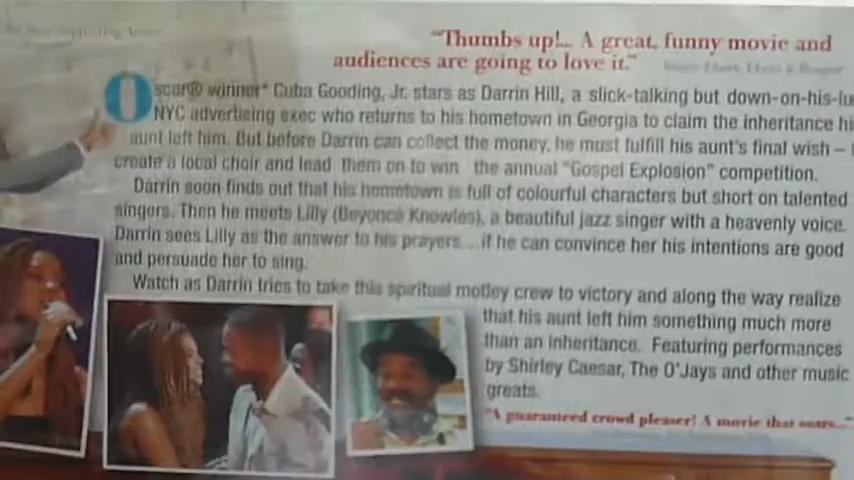 Best Supporting Actor
"Thumbs up!... A great, funny movie and
audiences are going to love it."
Oscar® winner* Cuba Gooding, Jr. stars as Darrin Hill, a slick-talking but down-on-his-lu
NYC advertising exec who returns to his hometown in Georgia to claim the inheritance hi
aunt left him. But before Darrin can collect the money, he must fulfill his aunt's final wish –
create a local choir and lead them on to win the annual "Gospel Explosion" competition.
Darrin soon finds out that his hometown is full of colourful characters but short on talented
singers. Then he meets Lilly (Beyoncé Knowles), a beautiful jazz singer with a heavenly voice.
Darrin sees Lilly as the answer to his prayers...if he can convince her his intentions are good
and persuade her to sing.
Watch as Darrin tries to take this spiritual motley crew to victory and along the way realize
that his aunt left him something much more
than an inheritance. Featuring performances
by Shirley Caesar, The O'Jays and other music
greats.
"A guaranteed crowd pleaser! A movie that soars..."